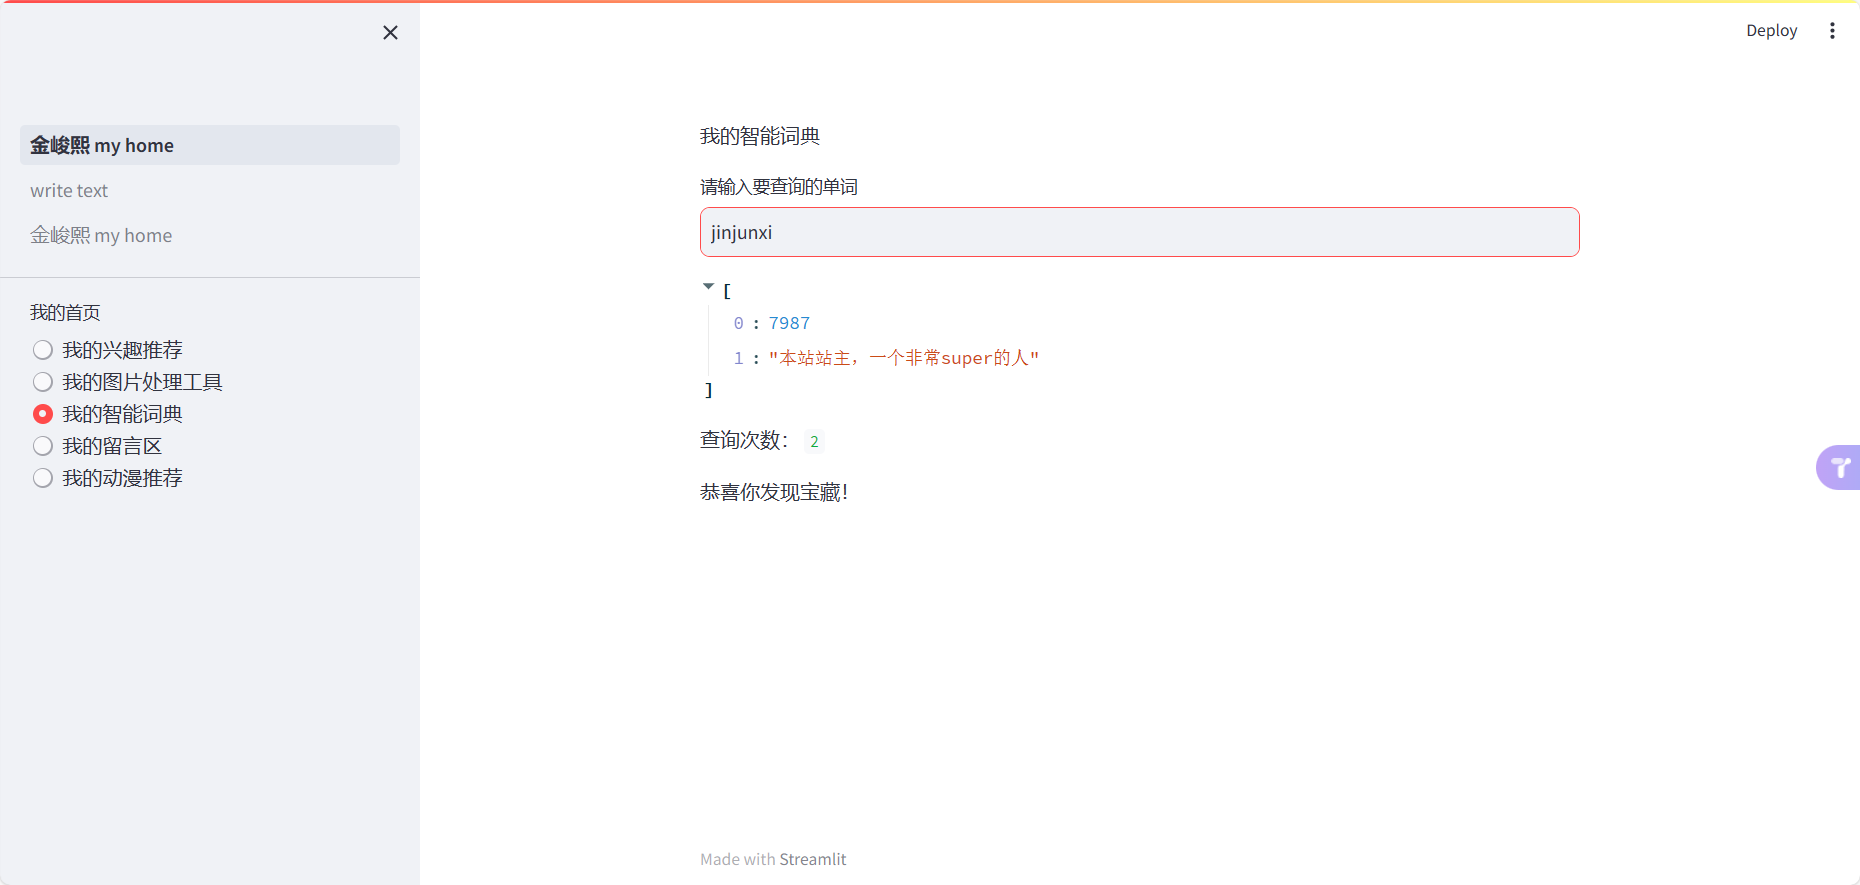 Deploy
金峻熙 my home
write text
金峻熙 my home
我的首页
我的兴趣推荐
我的图片处理工具
我的智能词典
我的留言区
我的动漫推荐
我的智能词典
请输入要查询的单词
jinjunxi
[
0 : 7987
1 : "本站站主，一个非常super的人"
]
查询次数： 2
恭喜你发现宝藏！
Made with Streamlit